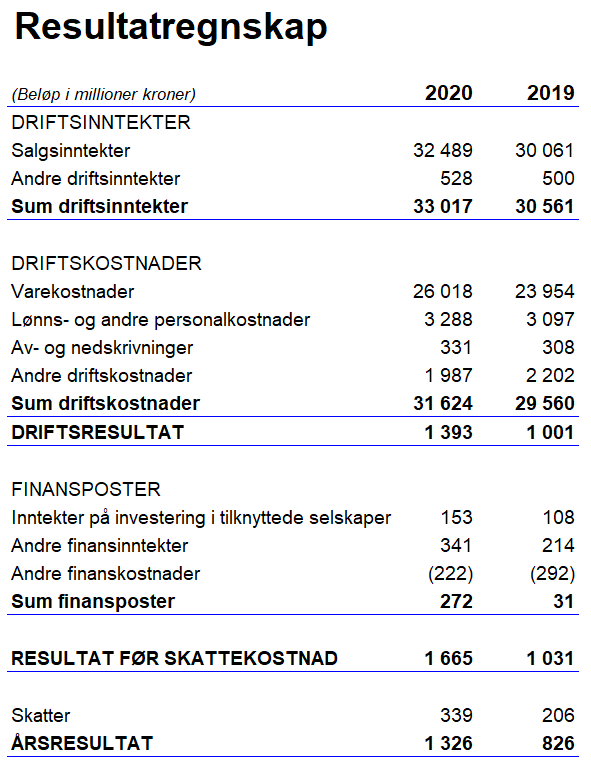 Resultatregnskap
(Beløp i millioner kroner) 2020 2019
DRIFTSINNTEKTER
Salgsinntekter 32 489 30 061
Andre driftsinntekter 528 500
Sum driftsinntekter 33 017 30 561
DRIFTSKOSTNADER
Varekostnader 26 018 23 954
Lønns- og andre personalkostnader 3 288 3 097
Av- og nedskrivninger 331 308
Andre driftskostnader 1 987 2 202
Sum driftskostnader 31 624 29 560
DRIFTSRESULTAT 1 393 1 001
FINANSPOSTER
Inntekter på investering i tilknyttede selskaper 153 108
Andre finansinntekter 341 214
Andre finanskostnader (222) (292)
Sum finansposter 272 31
RESULTAT FØR SKATTEKOSTNAD 1 665 1 031
Skatter 339 206
ÅRSRESULTAT 1 326 826